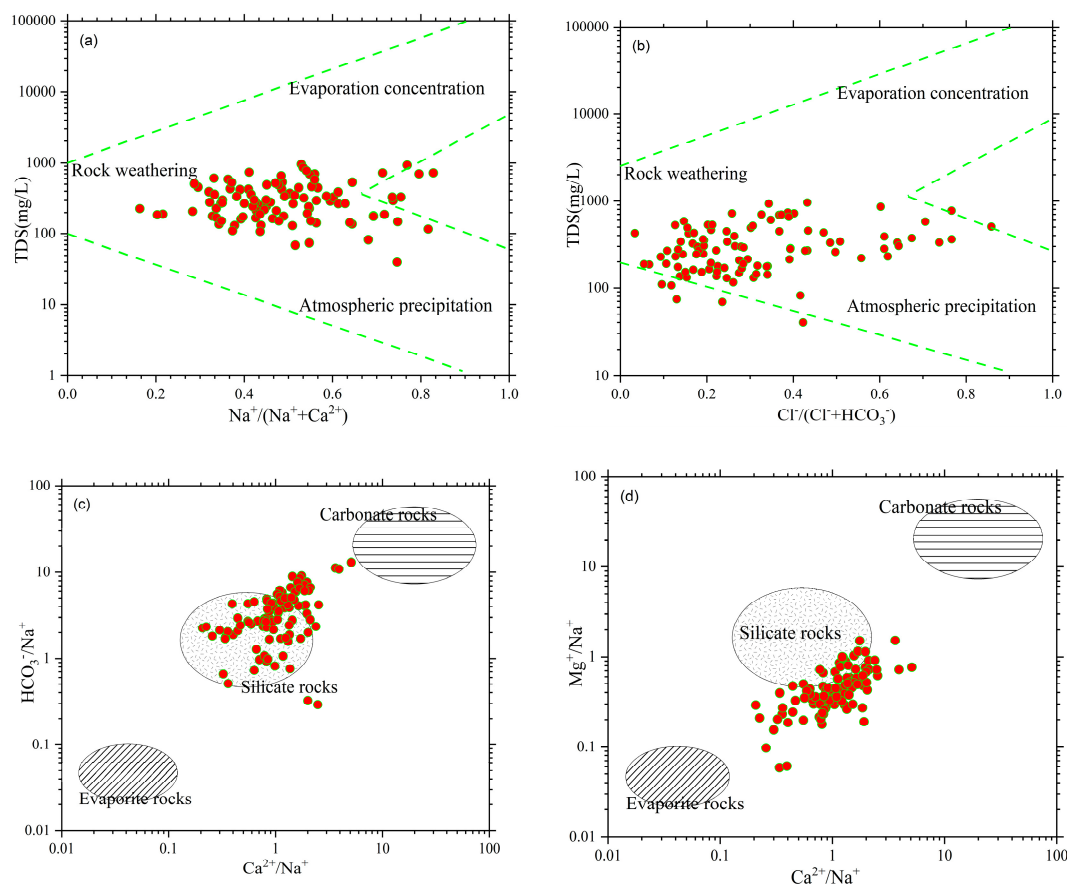 (a)
100000
10000
1000
100
10
1
TDS(mg/L)
Evaporation concentration
Rock weathering
Atmospheric precipitation
0.0 0.2 0.4 0.6 0.8 1.0
Na⁺/(Na⁺+Ca²⁺)
(b)
100000
10000
1000
100
10
TDS(mg/L)
Evaporation concentration
Rock weathering
Atmospheric precipitation
0.0 0.2 0.4 0.6 0.8 1.0
Cl⁻/(Cl⁻+HCO₃⁻)
(c)
100
10
1
0.1
0.01
HCO₃⁻/Na⁺
Carbonate rocks
Silicate rocks
Evaporite rocks
0.01 0.1 1 10 100
Ca²⁺/Na⁺
(d)
100
10
1
0.1
0.01
Mg⁺/Na⁺
Carbonate rocks
Silicate rocks
Evaporite rocks
0.01 0.1 1 10 100
Ca²⁺/Na⁺